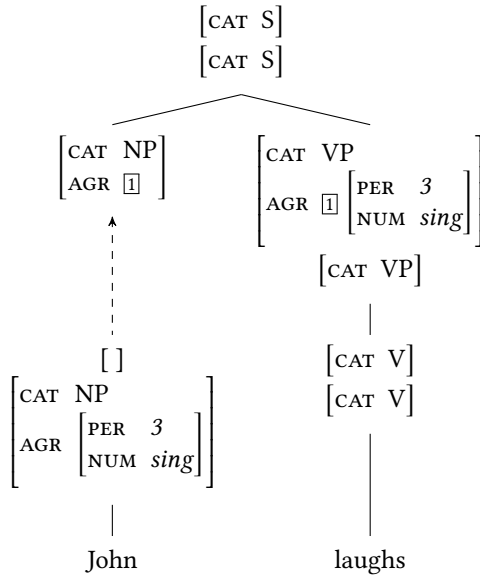 [CAT S]
[CAT S]
[CAT NP
AGR 1]
[CAT VP
AGR 1 [PER 3
NUM sing]]
[CAT VP]
[ ]
[CAT NP
AGR [PER 3
NUM sing]]
[CAT V]
[CAT V]
John laughs